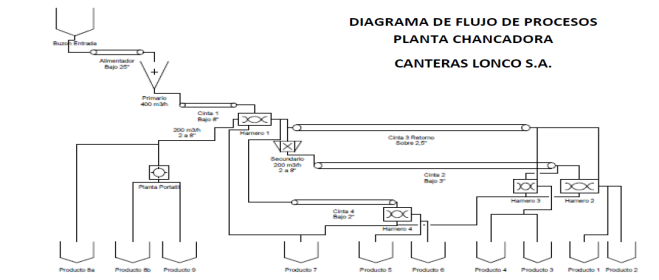 DIAGRAMA DE FLUJO DE PROCESOS
PLANTA CHANCADORA
CANTERAS LONCO S.A.
Buzon Entrada
Alimentador
Bajo 25"
Primario
400 m3/h
Cinta 1
Bajo 8"
200 m3/h
2 a 8"
Harnero 1
Cinta 3 Retorno
Sobre 2,5"
Secundario
200 m3/h
2 a 8"
Planta Portatil
Cinta 2
Bajo 3"
Cinta 4
Bajo 2"
Harnero 3
Harnero 2
Harnero 4
Producto 8a
Producto 8b
Producto 9
Producto 7
Producto 5
Producto 6
Producto 4
Producto 3
Producto 1
Producto 2